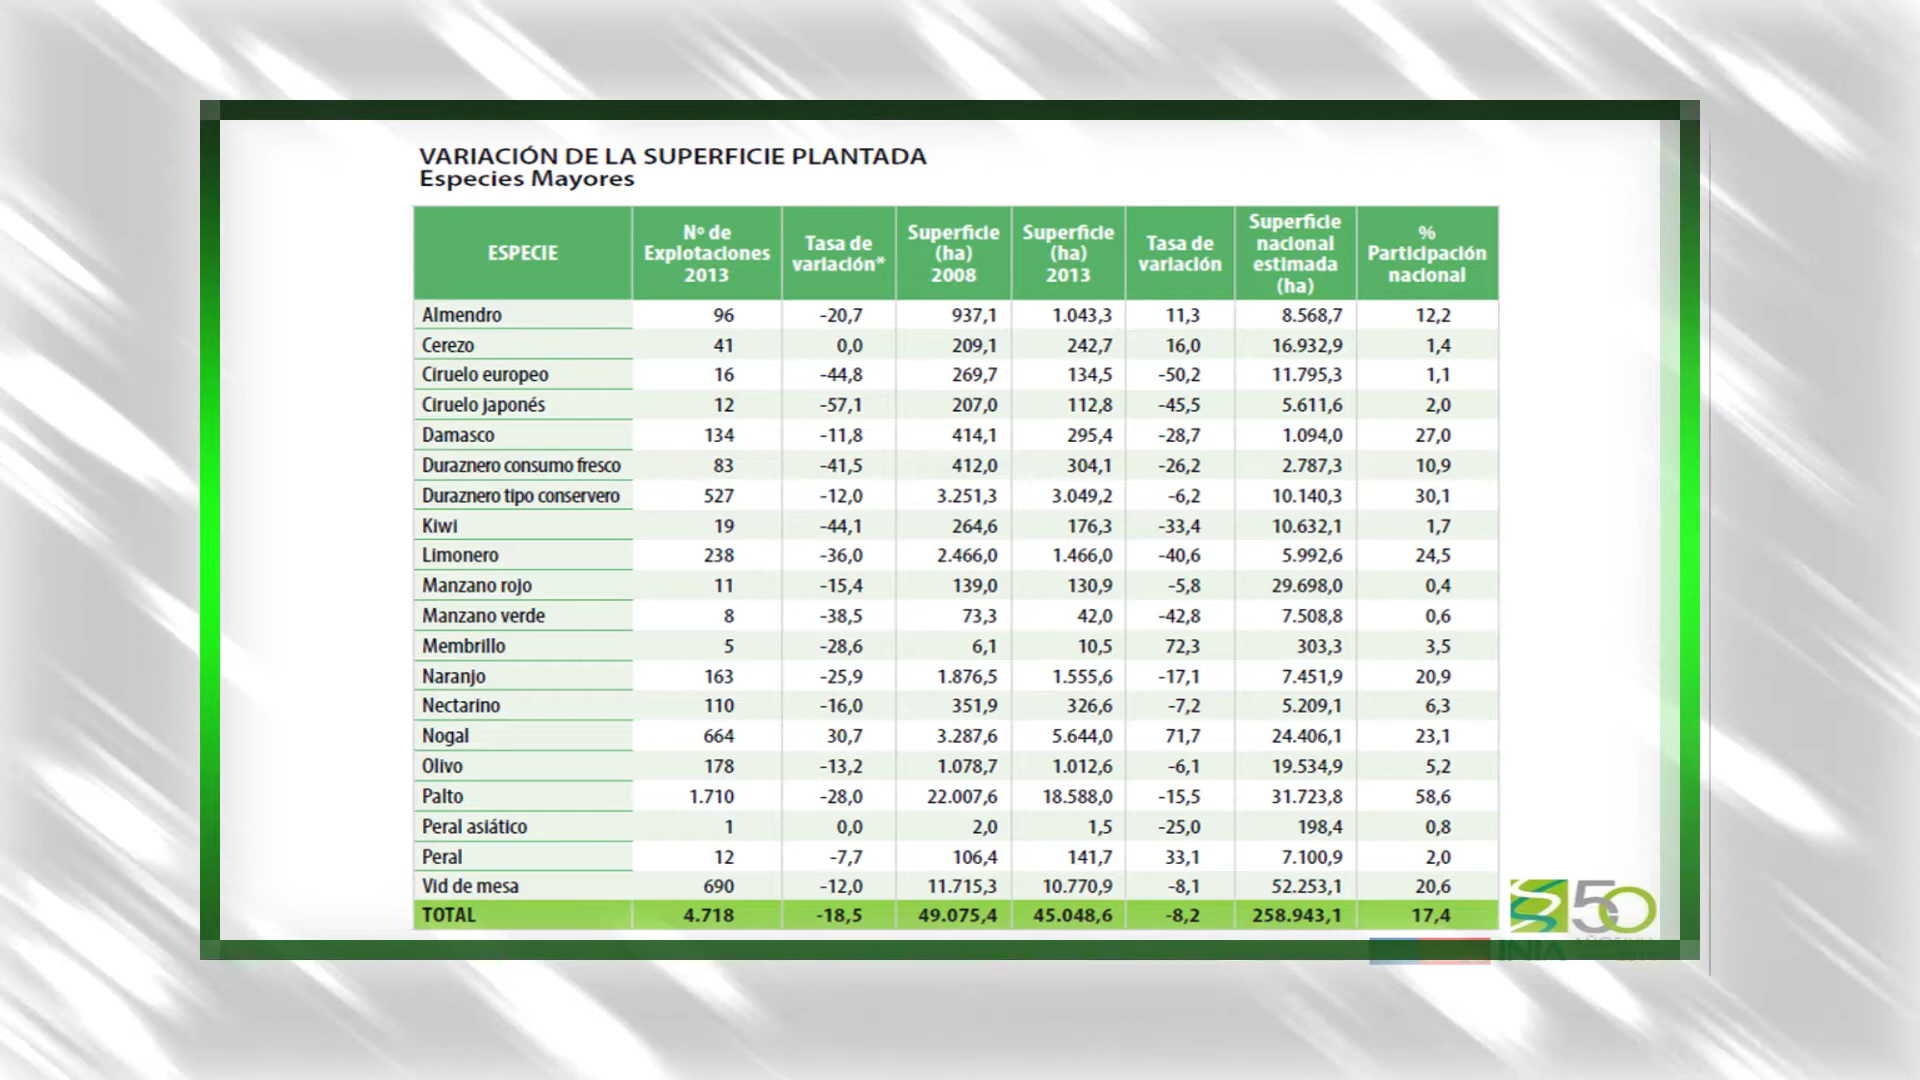 VARIACIÓN DE LA SUPERFICIE PLANTADA
Especies Mayores
ESPECIE Nº de Explotaciones 2013 Tasa de variación* Superficie (ha) 2008 Superficie (ha) 2013 Tasa de variación Superficie nacional estimada (ha) % Participación nacional
Almendro 96 -20,7 937,1 1.043,3 11,3 8.568,7 12,2
Cerezo 41 0,0 209,1 242,7 16,0 16.932,9 1,4
Ciruelo europeo 16 -44,8 269,7 134,5 -50,2 11.795,3 1,1
Ciruelo japonés 12 -57,1 207,0 112,8 -45,5 5.611,6 2,0
Damasco 134 -11,8 414,1 295,4 -28,7 1.094,0 27,0
Duraznero consumo fresco 83 -41,5 412,0 304,1 -26,2 2.787,3 10,9
Duraznero tipo conservero 527 -12,0 3.251,3 3.049,2 -6,2 10.140,3 30,1
Kiwi 19 -44,1 264,6 176,3 -33,4 10.632,1 1,7
Limonero 238 -36,0 2.466,0 1.466,0 -40,6 5.992,6 24,5
Manzano rojo 11 -15,4 139,0 130,9 -5,8 29.698,0 0,4
Manzano verde 8 -38,5 73,3 42,0 -42,8 7.508,8 0,6
Membrillo 5 -28,6 6,1 10,5 72,3 303,3 3,5
Naranjo 163 -25,9 1.876,5 1.555,6 -17,1 7.451,9 20,9
Nectarino 110 -16,0 351,9 326,6 -7,2 5.209,1 6,3
Nogal 664 30,7 3.287,6 5.644,0 71,7 24.406,1 23,1
Olivo 178 -13,2 1.078,7 1.012,6 -6,1 19.534,9 5,2
Palto 1.710 -28,0 22.007,6 18.588,0 -15,5 31.723,8 58,6
Peral asiático 1 0,0 2,0 1,5 -25,0 198,4 0,8
Peral 12 -7,7 106,4 141,7 33,1 7.100,9 2,0
Vid de mesa 690 -12,0 11.715,3 10.770,9 -8,1 52.253,1 20,6
TOTAL 4.718 -18,5 49.075,4 45.048,6 -8,2 258.943,1 17,4
50
INIA